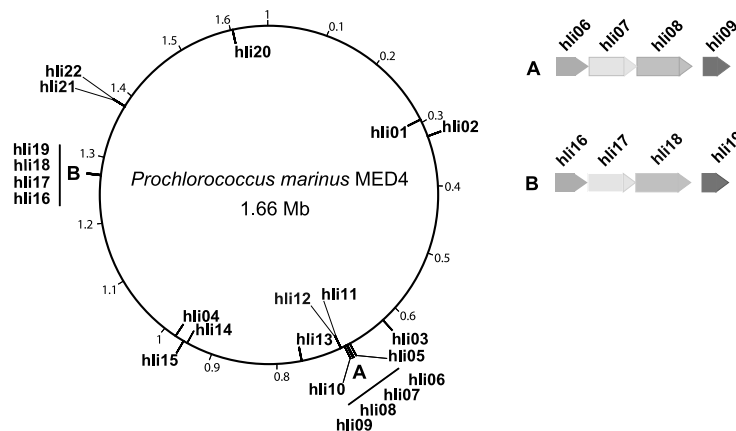 1
0.1
0.2
0.3
0.4
0.5
0.6
0.8
0.9
1
1.1
1.2
1.3
1.4
1.5
1.6
hli20
hli01
hli02
hli03
hli05
hli11
hli12
hli13
hli10
A
hli06
hli07
hli08
hli09
hli04
hli14
hli15
B
hli19
hli18
hli17
hli16
hli22
hli21
Prochlorococcus marinus MED4
1.66 Mb
hli06 hli07 hli08 hli09
A
hli16 hli17 hli18 hli19
B